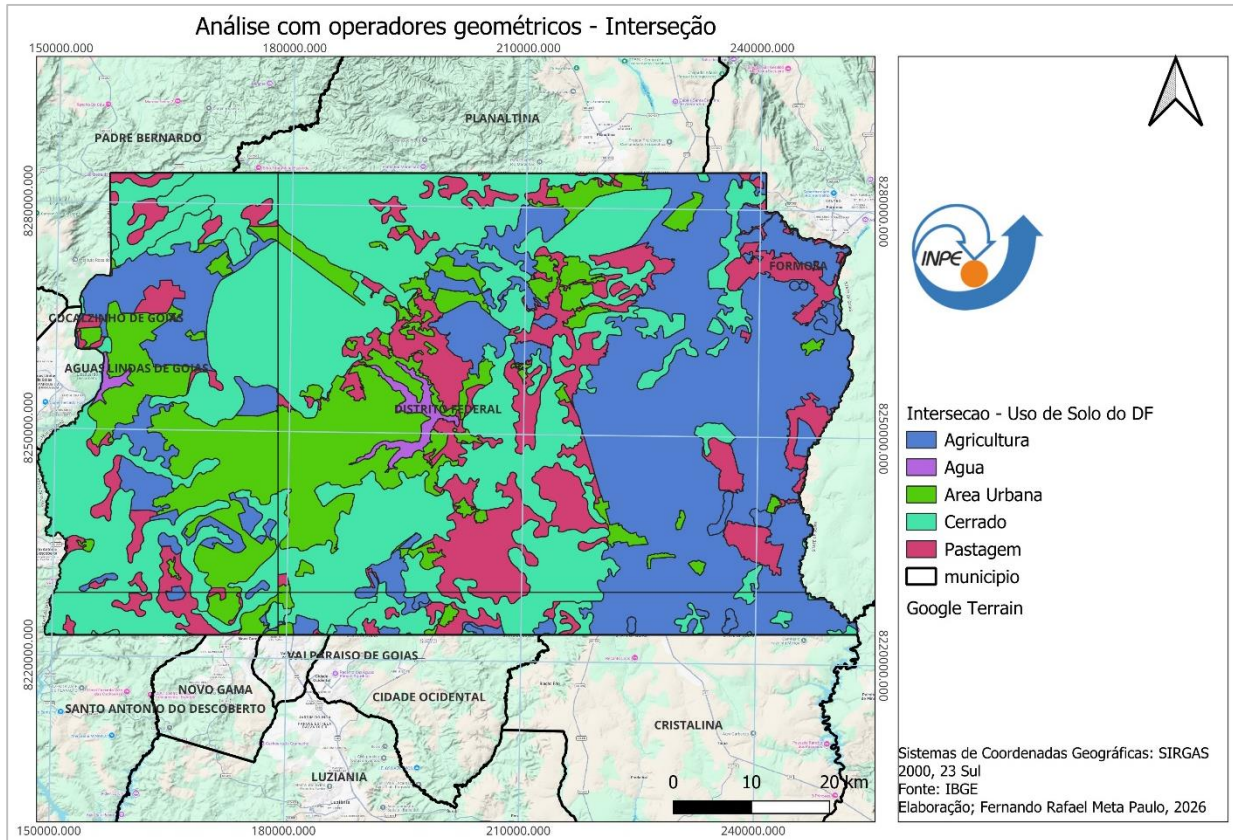 Análise com operadores geométricos - Interseção
150000.000
180000.000
210000.000
240000.000
PADRE BERNARDO
PLANALTINA
8280000.000
8280000.000
FORMOSA
INPE
COCALZINHO DE GOIAS
AGUAS LINDAS DE GOIAS
DISTRITO FEDERAL
8250000.000
8250000.000
Intersecao - Uso de Solo do DF
Agricultura
Agua
Area Urbana
Cerrado
Pastagem
municipio
Google Terrain
8220000.000
8220000.000
VALPARAISO DE GOIAS
NOVO GAMA
CIDADE OCIDENTAL
SANTO ANTONIO DO DESCOBERTO
CRISTALINA
LUZIANIA
0 10 20 km
Sistemas de Coordenadas Geográficas: SIRGAS
2000, 23 Sul
Fonte: IBGE
Elaboração; Fernando Rafael Meta Paulo, 2026
150000.000
180000.000
210000.000
240000.000